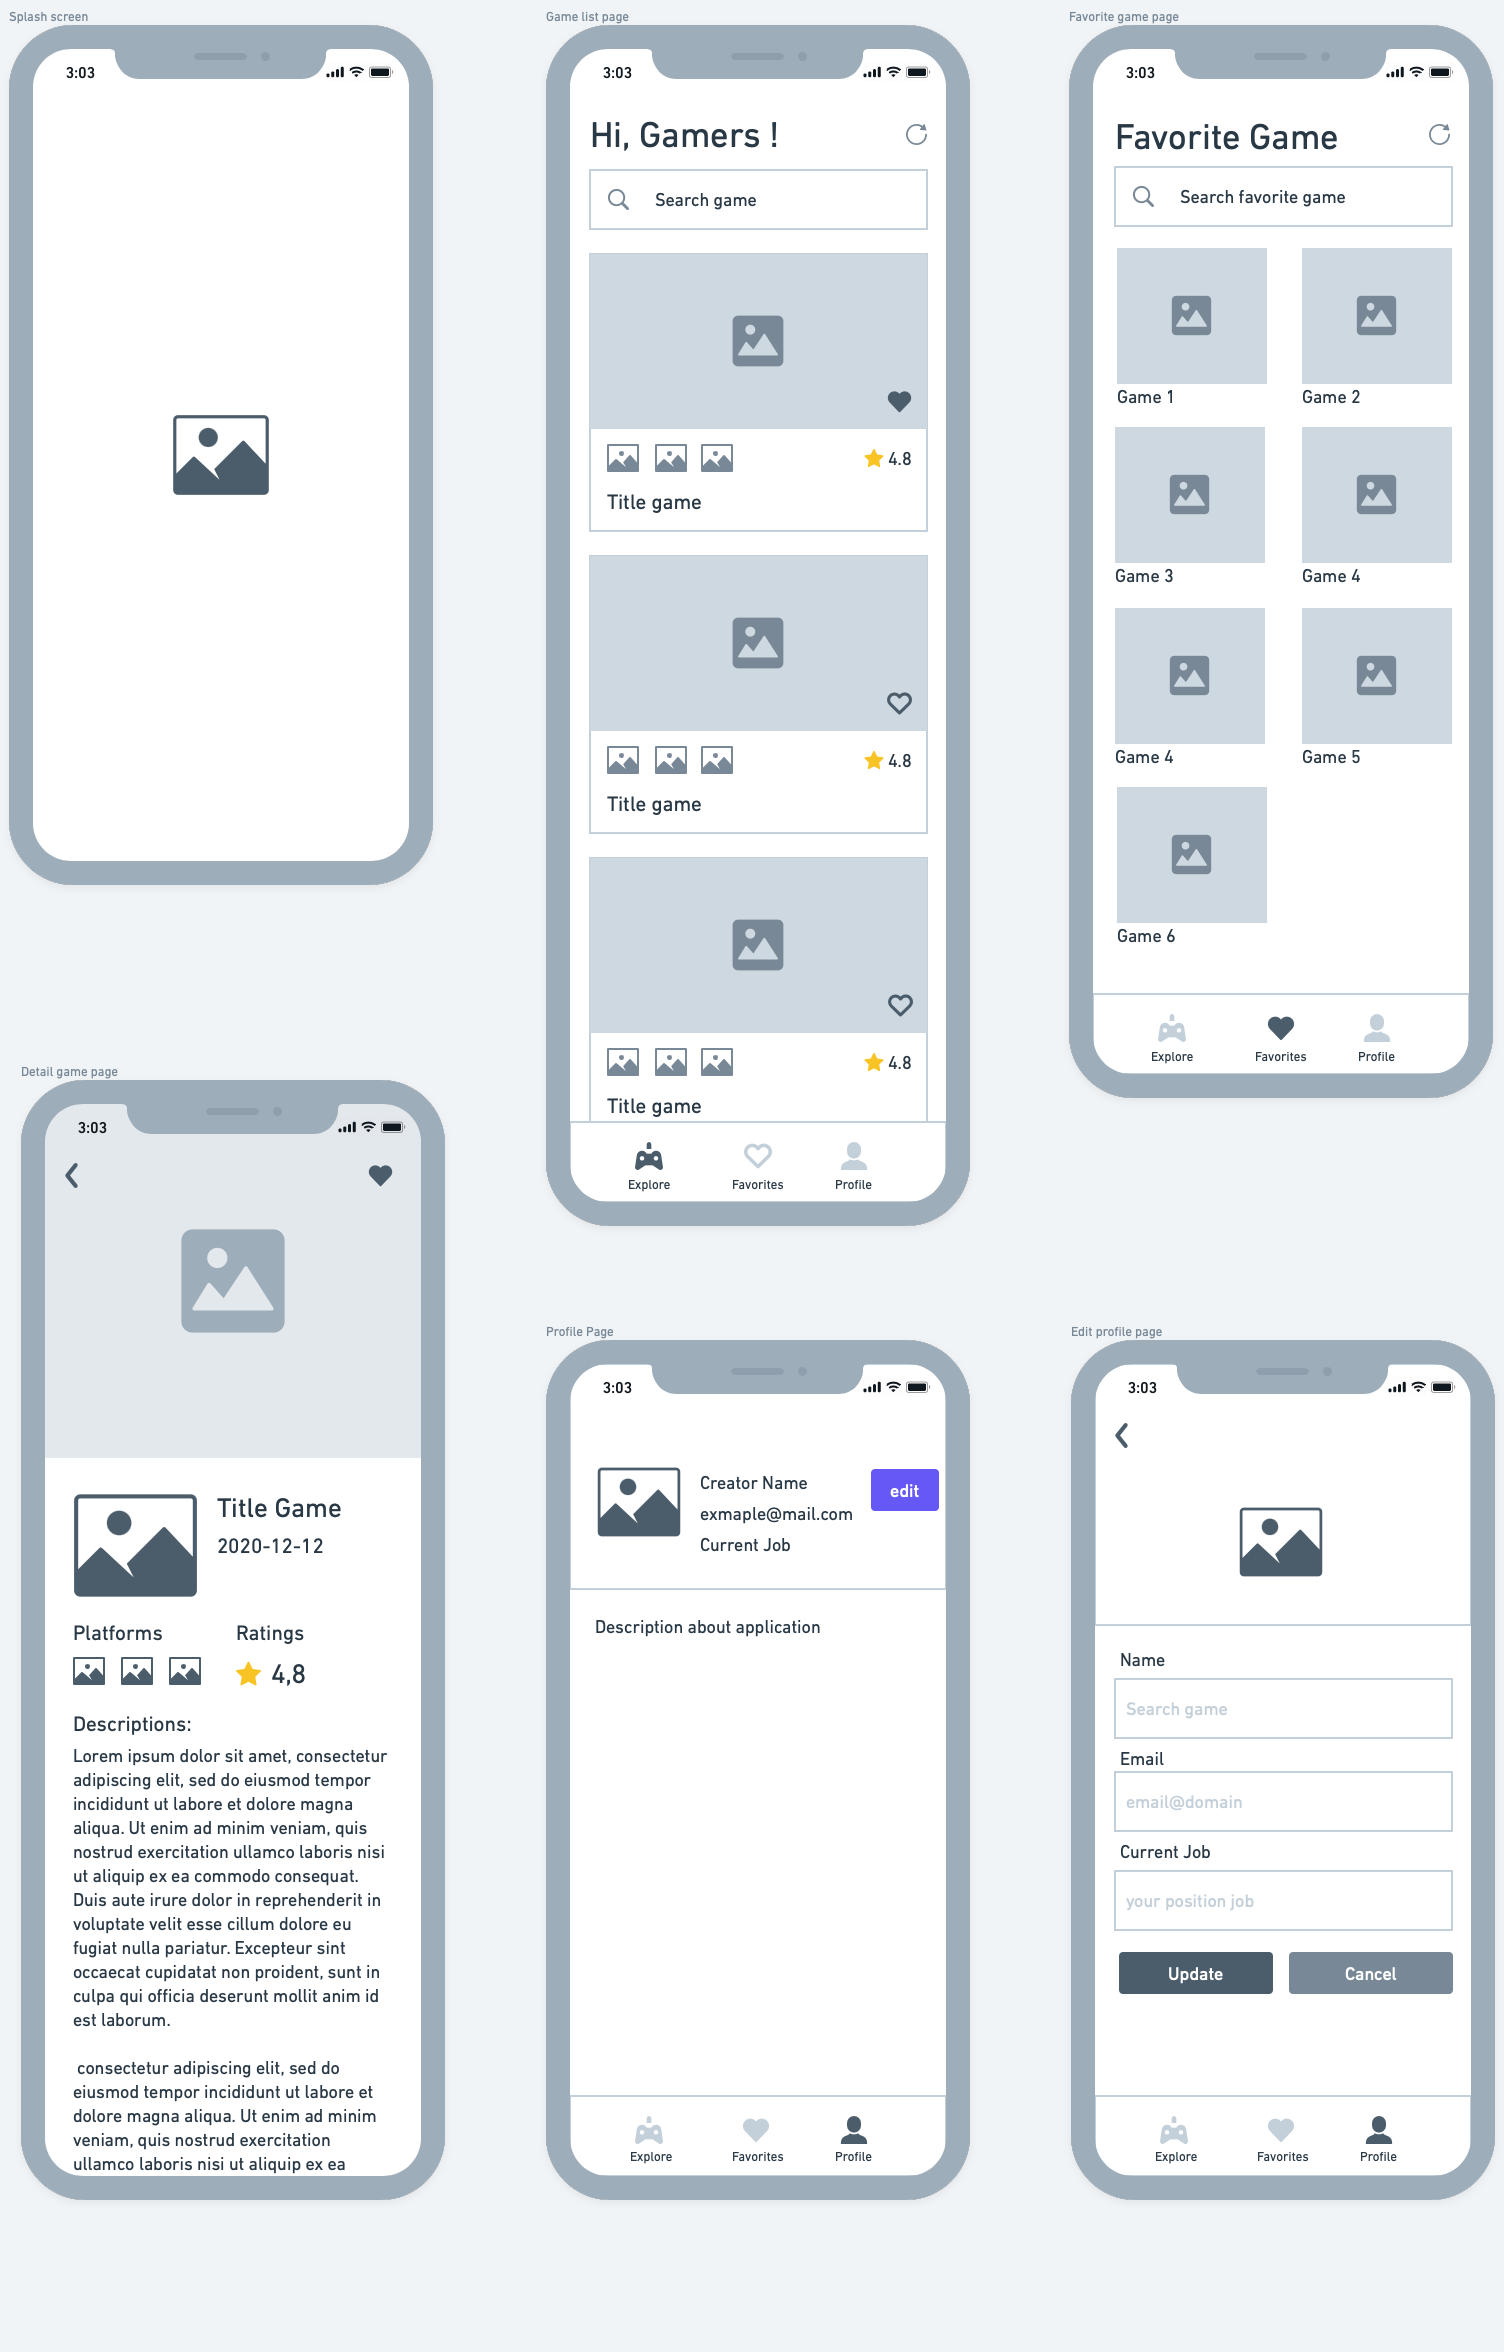 Splash screen
3:03
Game list page
3:03
Hi, Gamers !
Search game
4.8
Title game
4.8
Title game
4.8
Title game
Explore
Favorites
Profile
Favorite game page
3:03
Favorite Game
Search favorite game
Game 1
Game 2
Game 3
Game 4
Game 4
Game 5
Game 6
Explore
Favorites
Profile
Detail game page
3:03
Title Game
2020-12-12
Platforms
Ratings
4,8
Descriptions:
Lorem ipsum dolor sit amet, consectetur
adipiscing elit, sed do eiusmod tempor
incididunt ut labore et dolore magna
aliqua. Ut enim ad minim veniam, quis
nostrud exercitation ullamco laboris nisi
ut aliquip ex ea commodo consequat.
Duis aute irure dolor in reprehenderit in
voluptate velit esse cillum dolore eu
fugiat nulla pariatur. Excepteur sint
occaecat cupidatat non proident, sunt in
culpa qui officia deserunt mollit anim id
est laborum.
consectetur adipiscing elit, sed do
eiusmod tempor incididunt ut labore et
dolore magna aliqua. Ut enim ad minim
veniam, quis nostrud exercitation
ullamco laboris nisi ut aliquip ex ea
Profile Page
3:03
Creator Name
exmaple@mail.com
Current Job
edit
Description about application
Explore
Favorites
Profile
Edit profile page
3:03
Name
Search game
Email
email@domain
Current Job
your position job
Update
Cancel
Explore
Favorites
Profile